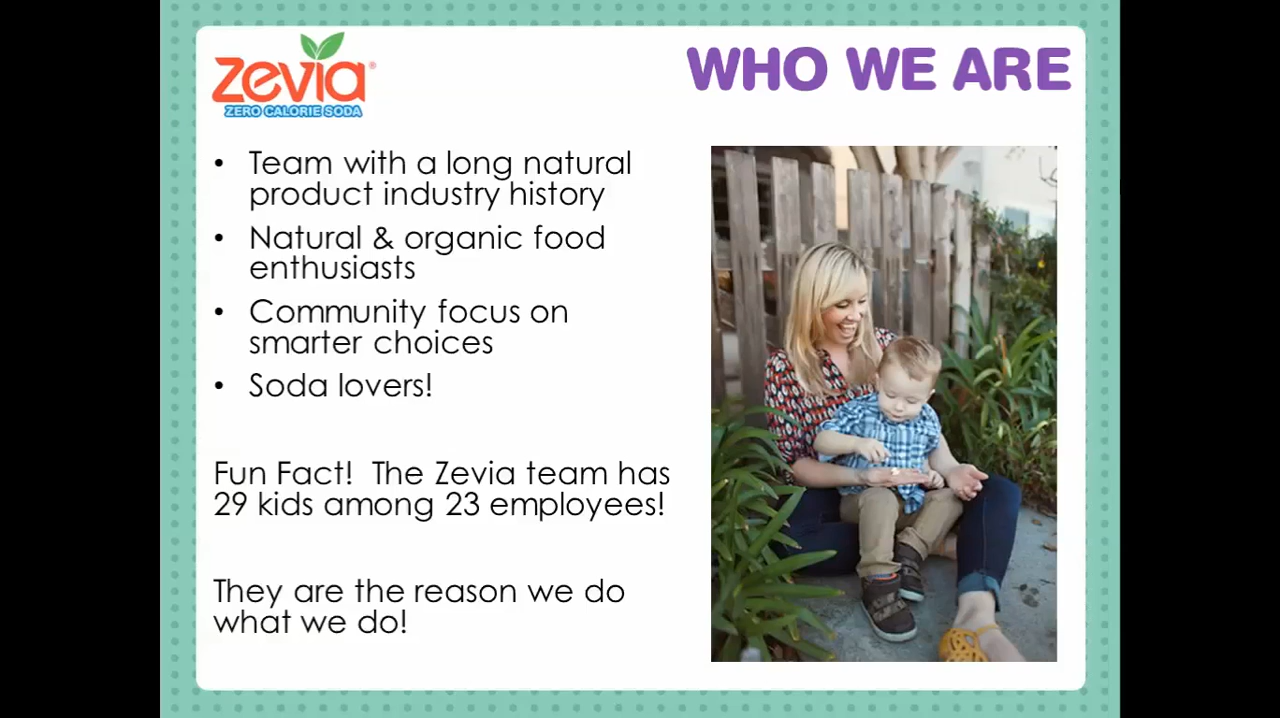 zevia®
ZERO CALORIE SODA
WHO WE ARE
• Team with a long natural
product industry history
• Natural & organic food
enthusiasts
• Community focus on
smarter choices
• Soda lovers!
Fun Fact!  The Zevia team has
29 kids among 23 employees!
They are the reason we do
what we do!